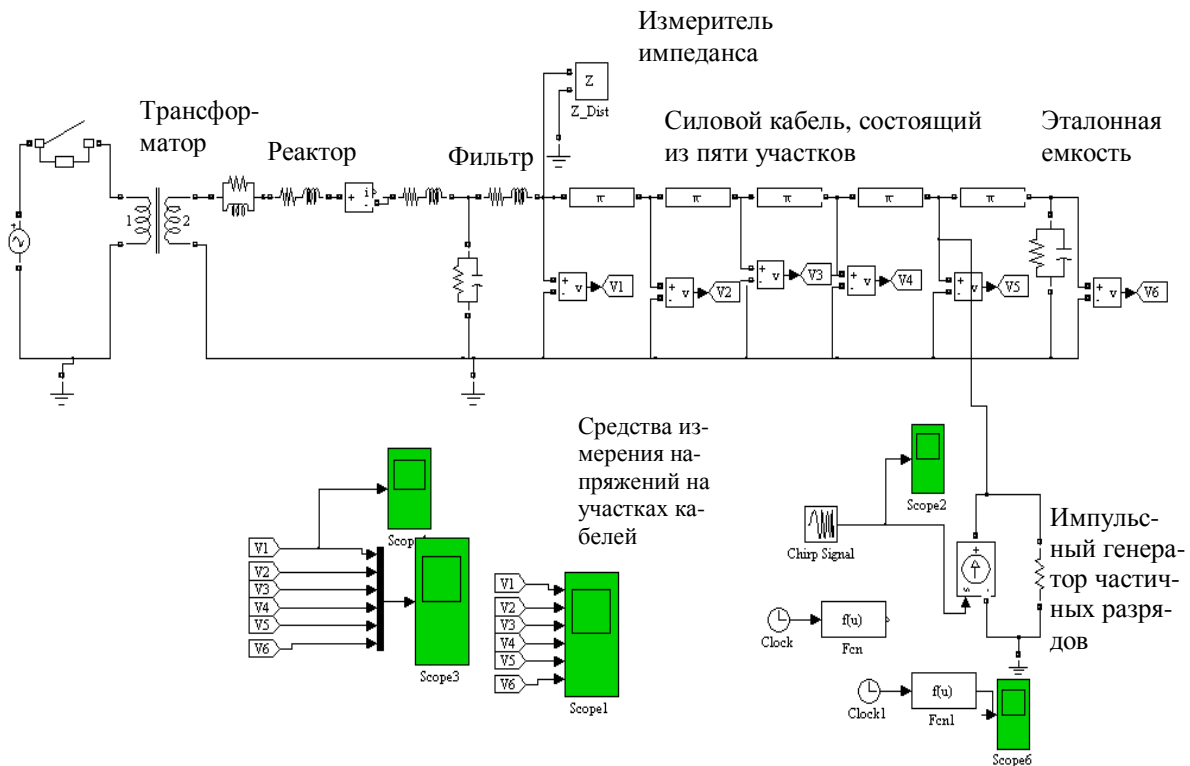 Измеритель
импеданса
Z
Z_Dist
Трансфор-
матор
Реактор
Фильтр
Силовой кабель, состоящий
из пяти участков
Эталонная
емкость
1
2
+
i
-
π
π
π
π
π
+
-
v
V1
+
-
v
V2
+
-
v
V3
+
-
v
V4
+
-
v
V5
+
-
v
V6
Средства из-
мерения на-
пряжений на
участках ка-
белей
V1
V2
V3
V4
V5
V6
Scope3
V1
V2
V3
V4
V5
V6
Scope1
Scope2
Chirp Signal
Clock
f(u)
Fcn
Clock1
f(u)
Fcn1
Scope6
+
s
-
Импульс-
ный генера-
тор частич-
ных разря-
дов